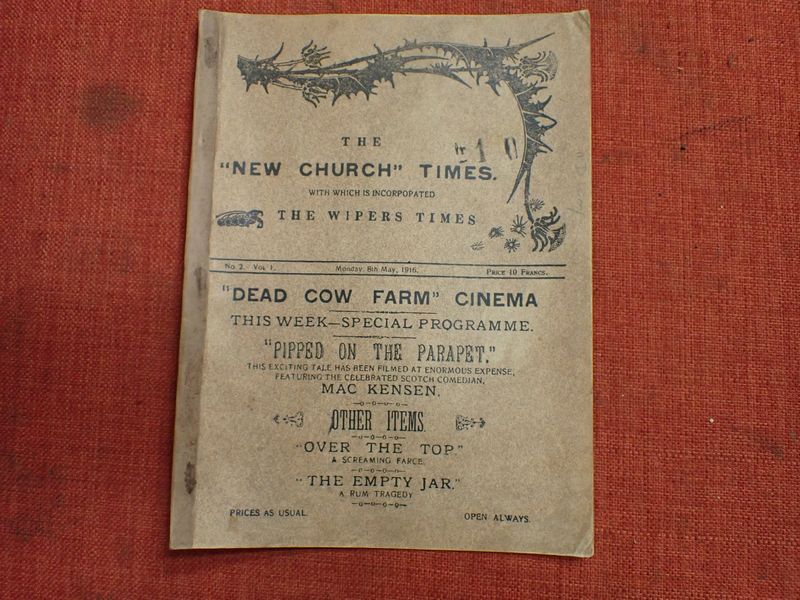 THE
"NEW CHURCH" TIMES.
WITH WHICH IS INCORPOPATED
THE WIPERS TIMES
No 2. Vol 1. Monday, 8th May, 1916. Price 10 Francs.
"DEAD COW FARM" CINEMA
THIS WEEK—SPECIAL PROGRAMME.
"PIPPED ON THE PARAPET."
THIS EXCITING TALE HAS BEEN FILMED AT ENORMOUS EXPENSE,
FEATURING THE CELEBRATED SCOTCH COMEDIAN,
MAC KENSEN,
OTHER ITEMS
"OVER THE TOP"
A SCREAMING FARCE.
"THE EMPTY JAR."
A RUM TRAGEDY
PRICES AS USUAL. OPEN ALWAYS.